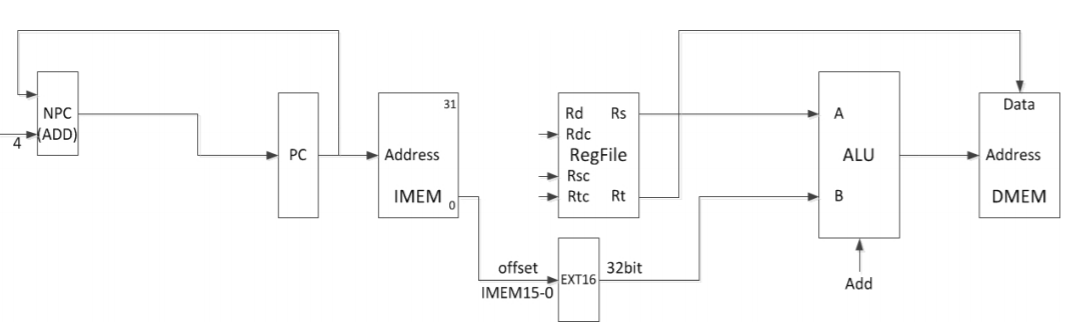 NPC
(ADD)
4
PC
31
Address
IMEM
0
Rd Rs
Rdc
RegFile
Rsc
Rtc Rt
offset
IMEM15-0
EXT16
32bit
A
ALU
B
Add
Data
Address
DMEM